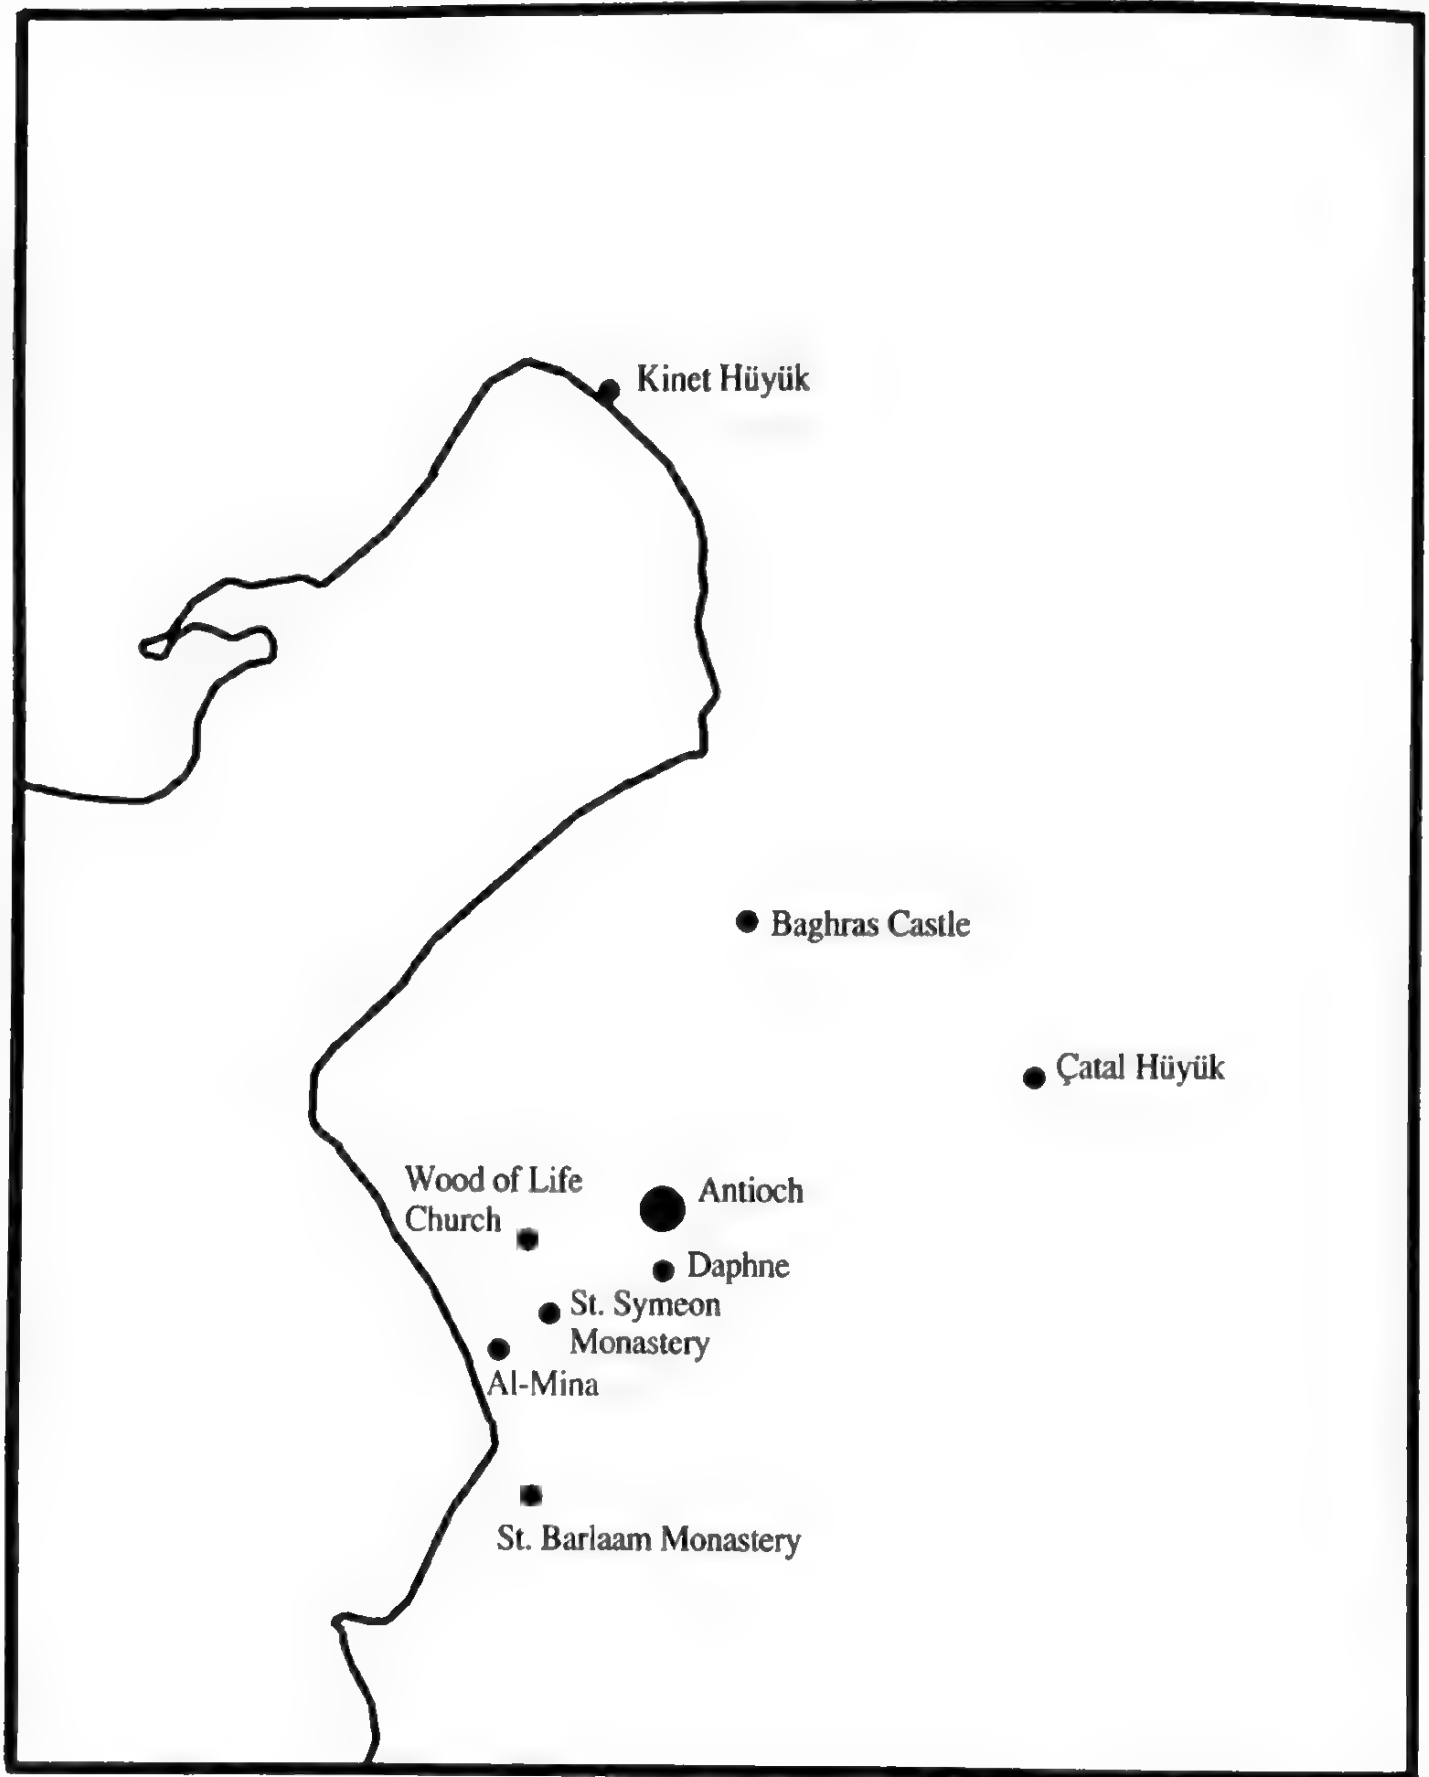 Kinet Hüyük
Baghras Castle
Çatal Hüyük
Wood of Life
Church
Antioch
Daphne
St. Symeon
Monastery
Al-Mina
St. Barlaam Monastery